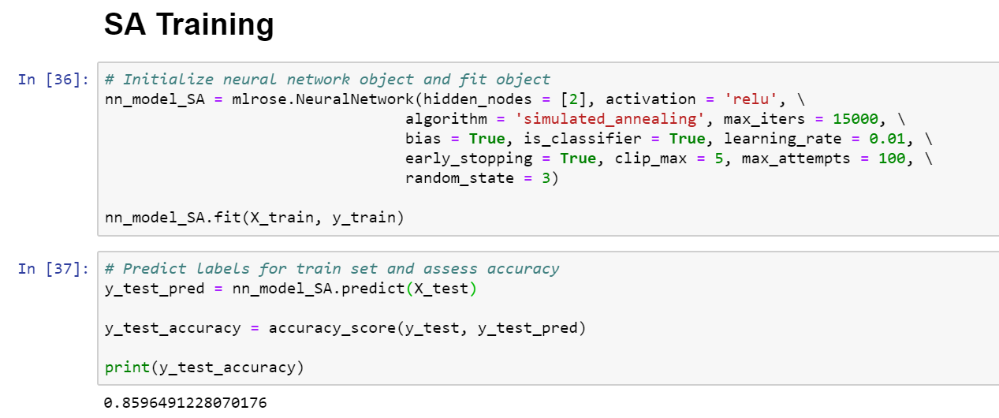 SA Training
In [36]:
# Initialize neural network object and fit object
nn_model_SA = mlrose.NeuralNetwork(hidden_nodes = [2], activation = 'relu', \
algorithm = 'simulated_annealing', max_iters = 15000, \
bias = True, is_classifier = True, learning_rate = 0.01, \
early_stopping = True, clip_max = 5, max_attempts = 100, \
random_state = 3)
nn_model_SA.fit(X_train, y_train)
In [37]:
# Predict labels for train set and assess accuracy
y_test_pred = nn_model_SA.predict(X_test)
y_test_accuracy = accuracy_score(y_test, y_test_pred)
print(y_test_accuracy)
0.8596491228070176